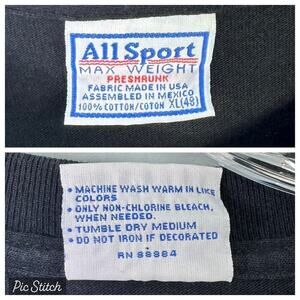 All Sport
MAX WEIGHT
PRESHRUNK
FABRIC MADE IN USA
ASSEMBLED IN MEXICO
100% COTTON/COTON XL(48)
• MACHINE WASH WARM IN LIKE
COLORS
• ONLY NON-CHLORINE BLEACH,
WHEN NEEDED.
• TUMBLE DRY MEDIUM
• DO NOT IRON IF DECORATED
RN 88984
Pic Stitch